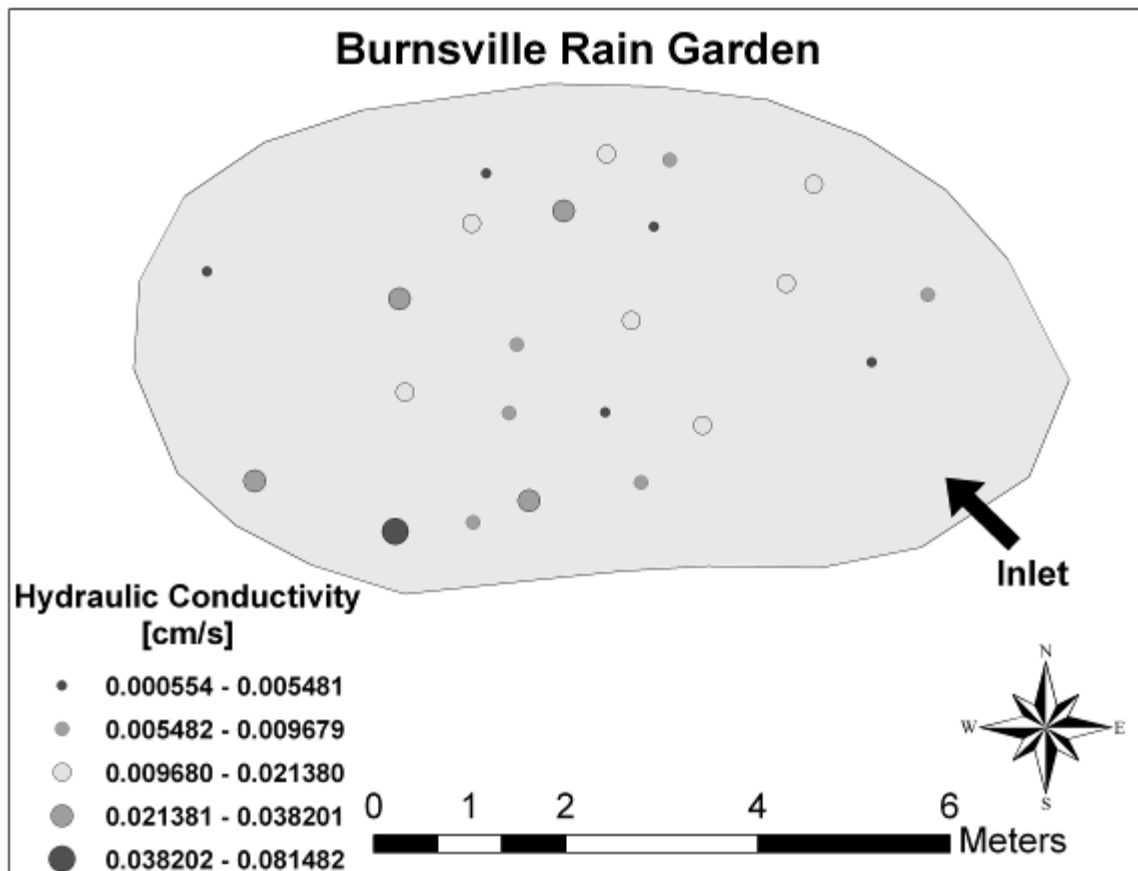 Burnsville Rain Garden
Inlet
Hydraulic Conductivity
[cm/s]
0.000554 - 0.005481
0.005482 - 0.009679
0.009680 - 0.021380
0.021381 - 0.038201
0.038202 - 0.081482
N
W E
S
0 1 2 4 6
Meters